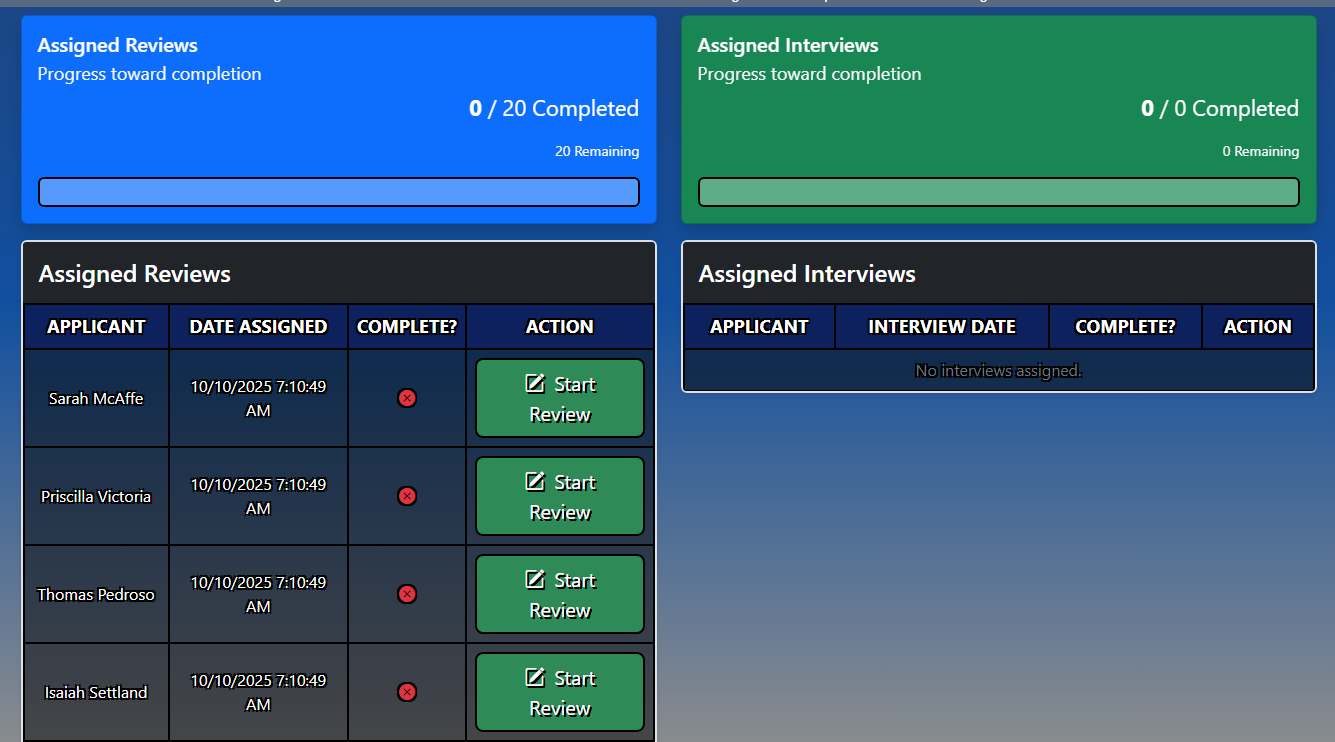 Assigned Reviews
Progress toward completion
0 / 20 Completed
20 Remaining
Assigned Interviews
Progress toward completion
0 / 0 Completed
0 Remaining
Assigned Reviews
APPLICANT DATE ASSIGNED COMPLETE? ACTION
Sarah McAffe 10/10/2025 7:10:49 AM Start Review
Priscilla Victoria 10/10/2025 7:10:49 AM Start Review
Thomas Pedroso 10/10/2025 7:10:49 AM Start Review
Isaiah Settland 10/10/2025 7:10:49 AM Start Review
Assigned Interviews
APPLICANT INTERVIEW DATE COMPLETE? ACTION
No interviews assigned.